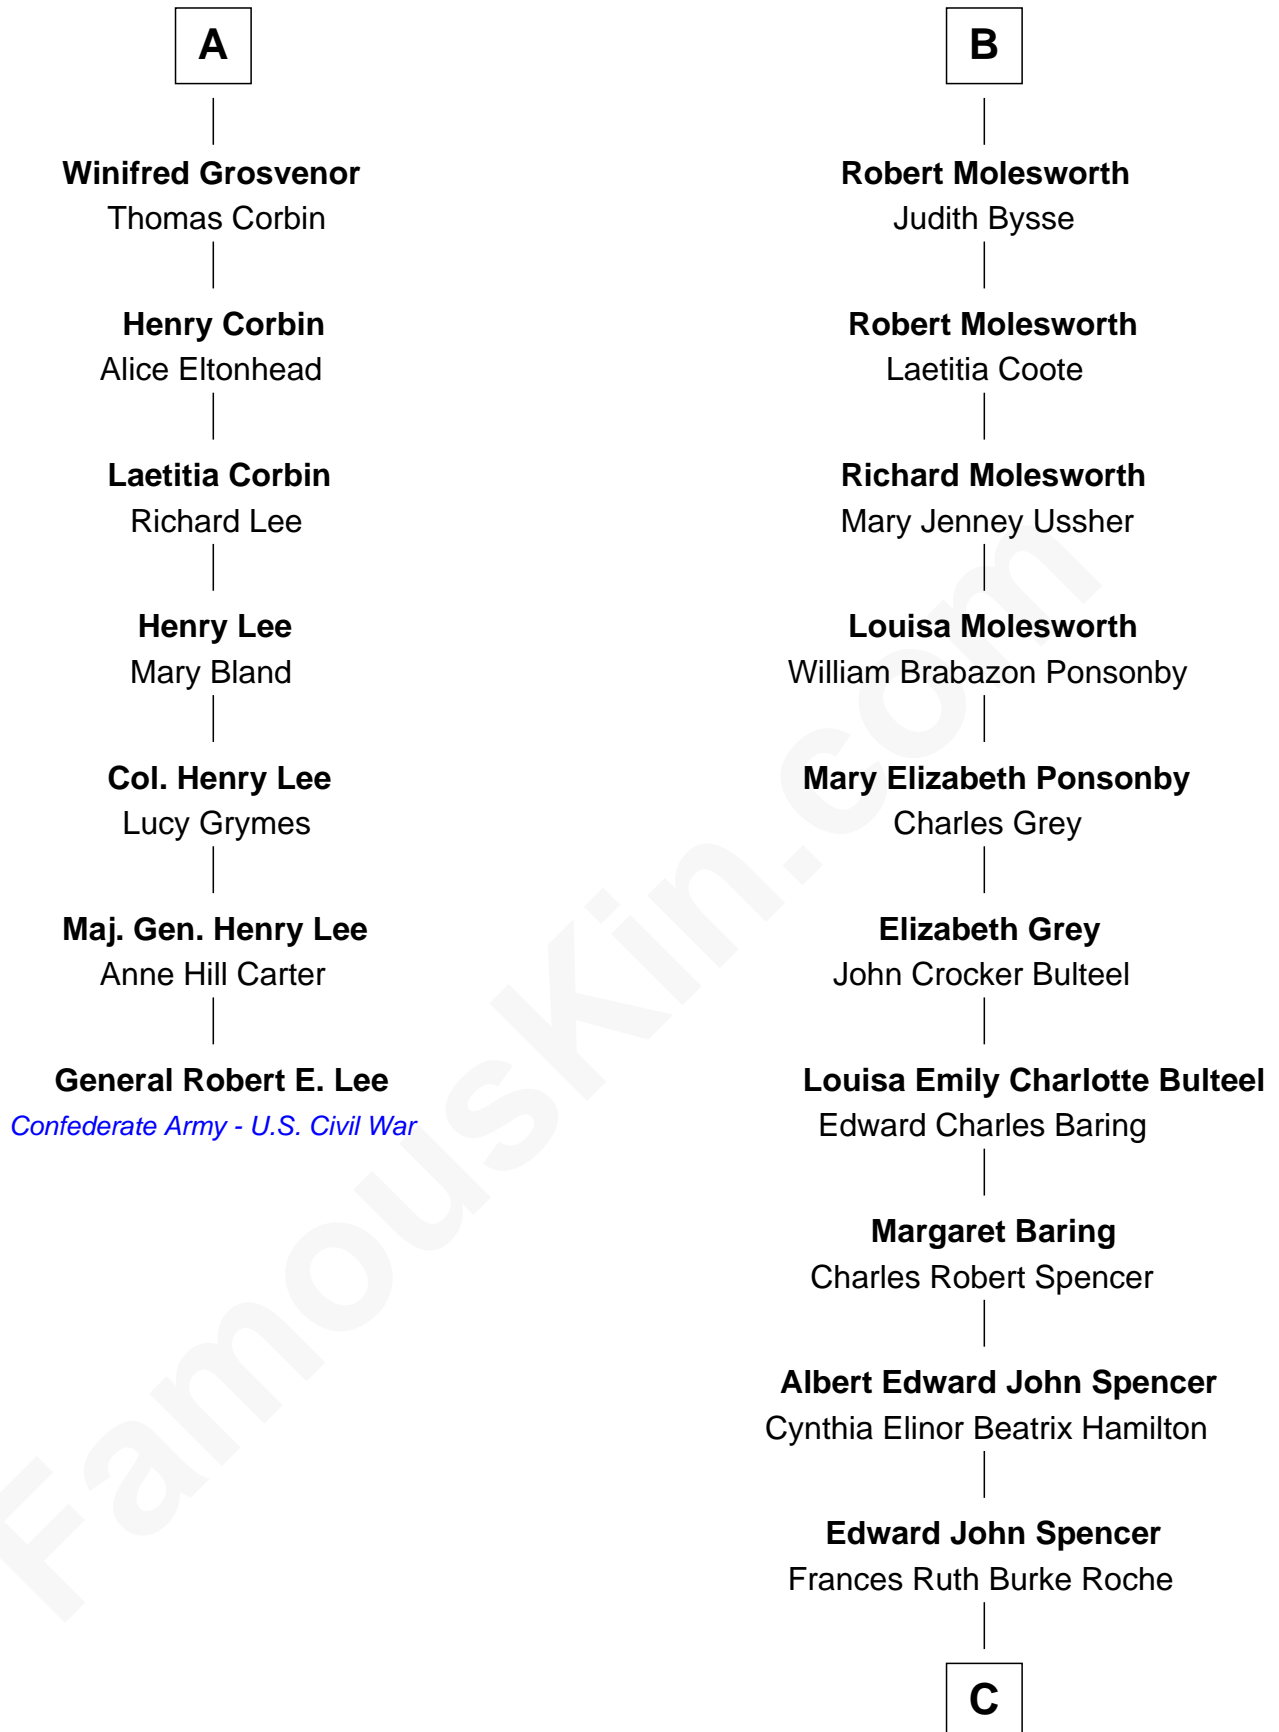 A
Winifred Grosvenor
Thomas Corbin
Henry Corbin
Alice Eltonhead
Laetitia Corbin
Richard Lee
Henry Lee
Mary Bland
Col. Henry Lee
Lucy Grymes
Maj. Gen. Henry Lee
Anne Hill Carter
General Robert E. Lee
Confederate Army - U.S. Civil War
B
Robert Molesworth
Judith Bysse
Robert Molesworth
Laetitia Coote
Richard Molesworth
Mary Jenney Ussher
Louisa Molesworth
William Brabazon Ponsonby
Mary Elizabeth Ponsonby
Charles Grey
Elizabeth Grey
John Crocker Bulteel
Louisa Emily Charlotte Bulteel
Edward Charles Baring
Margaret Baring
Charles Robert Spencer
Albert Edward John Spencer
Cynthia Elinor Beatrix Hamilton
Edward John Spencer
Frances Ruth Burke Roche
C
FamousKin.com